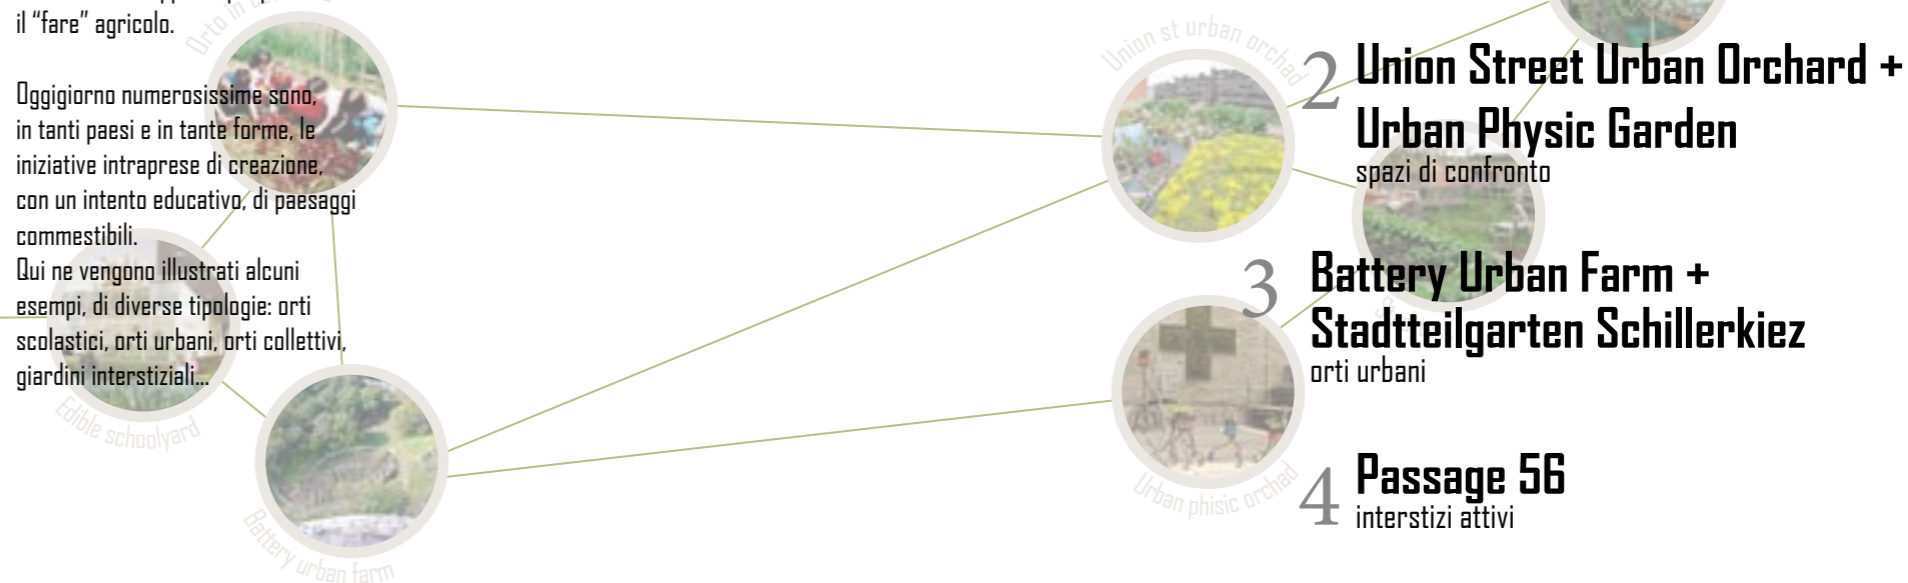 il “fare” agricolo.
Oggigiorno numerosissime sono,
in tanti paesi e in tante forme, le
iniziative intraprese di creazione,
con un intento educativo, di paesaggi
commestibili.
Qui ne vengono illustrati alcuni
esempi, di diverse tipologie: orti
scolastici, orti urbani, orti collettivi,
giardini interstiziali...
Orto in
Edible schoolyard
Battery urban farm
Union st urban orchad
Urban phisic orchad
2 Union Street Urban Orchard +
Urban Physic Garden
spazi di confronto
3 Battery Urban Farm +
Stadtteilgarten Schillerkiez
orti urbani
4 Passage 56
interstizi attivi